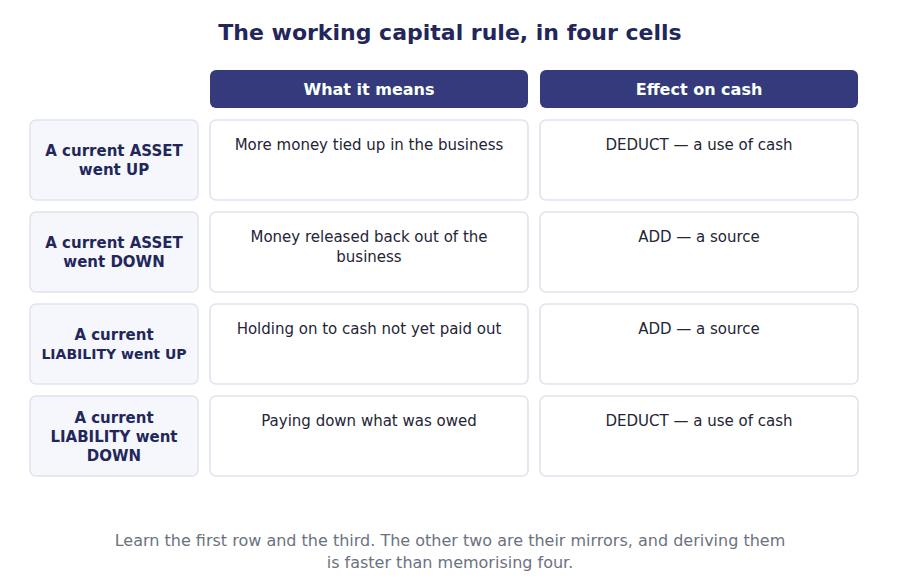 The working capital rule, in four cells
What it means
Effect on cash
A current ASSET
went UP
More money tied up in the business
DEDUCT — a use of cash
A current ASSET
went DOWN
Money released back out of the
business
ADD — a source
A current
LIABILITY went UP
Holding on to cash not yet paid out
ADD — a source
A current
LIABILITY went
DOWN
Paying down what was owed
DEDUCT — a use of cash
Learn the first row and the third. The other two are their mirrors, and deriving them
is faster than memorising four.